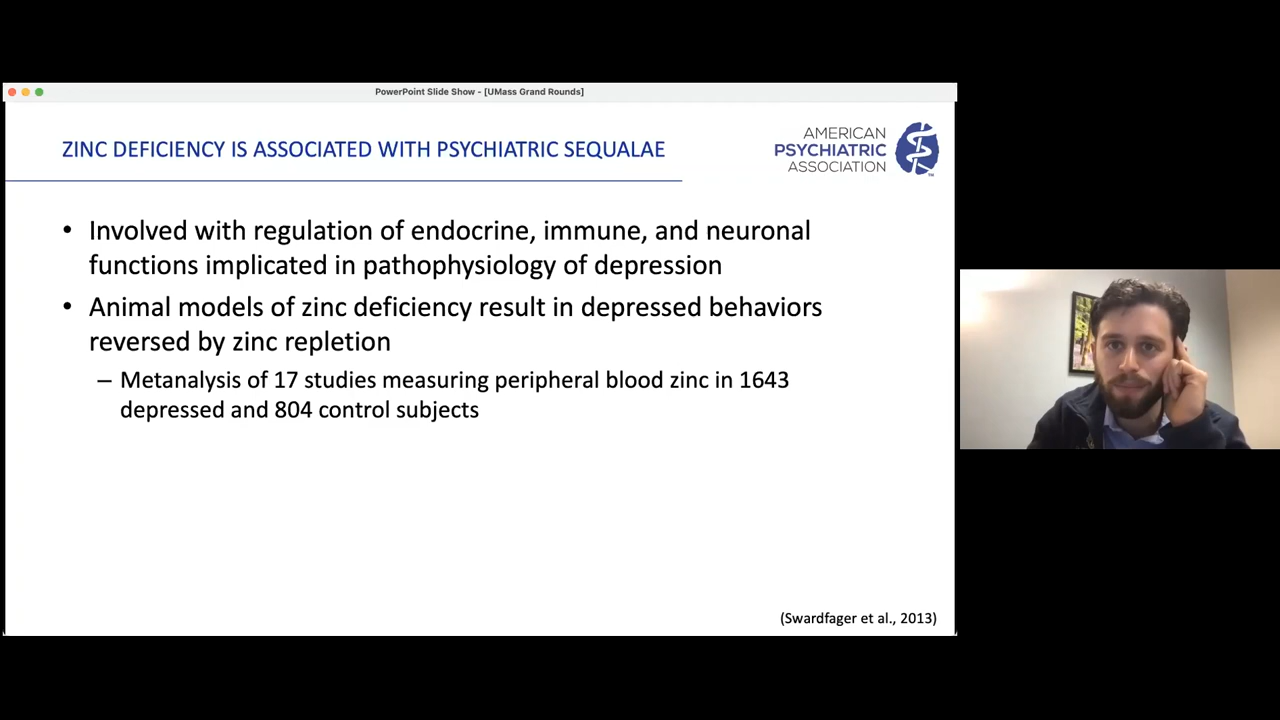 PowerPoint Slide Show - [UMass Grand Rounds]
ZINC DEFICIENCY IS ASSOCIATED WITH PSYCHIATRIC SEQUALAE
AMERICAN
PSYCHIATRIC
ASSOCIATION
TM
• Involved with regulation of endocrine, immune, and neuronal
functions implicated in pathophysiology of depression
• Animal models of zinc deficiency result in depressed behaviors
reversed by zinc repletion
– Metanalysis of 17 studies measuring peripheral blood zinc in 1643
depressed and 804 control subjects
(Swardfager et al., 2013)